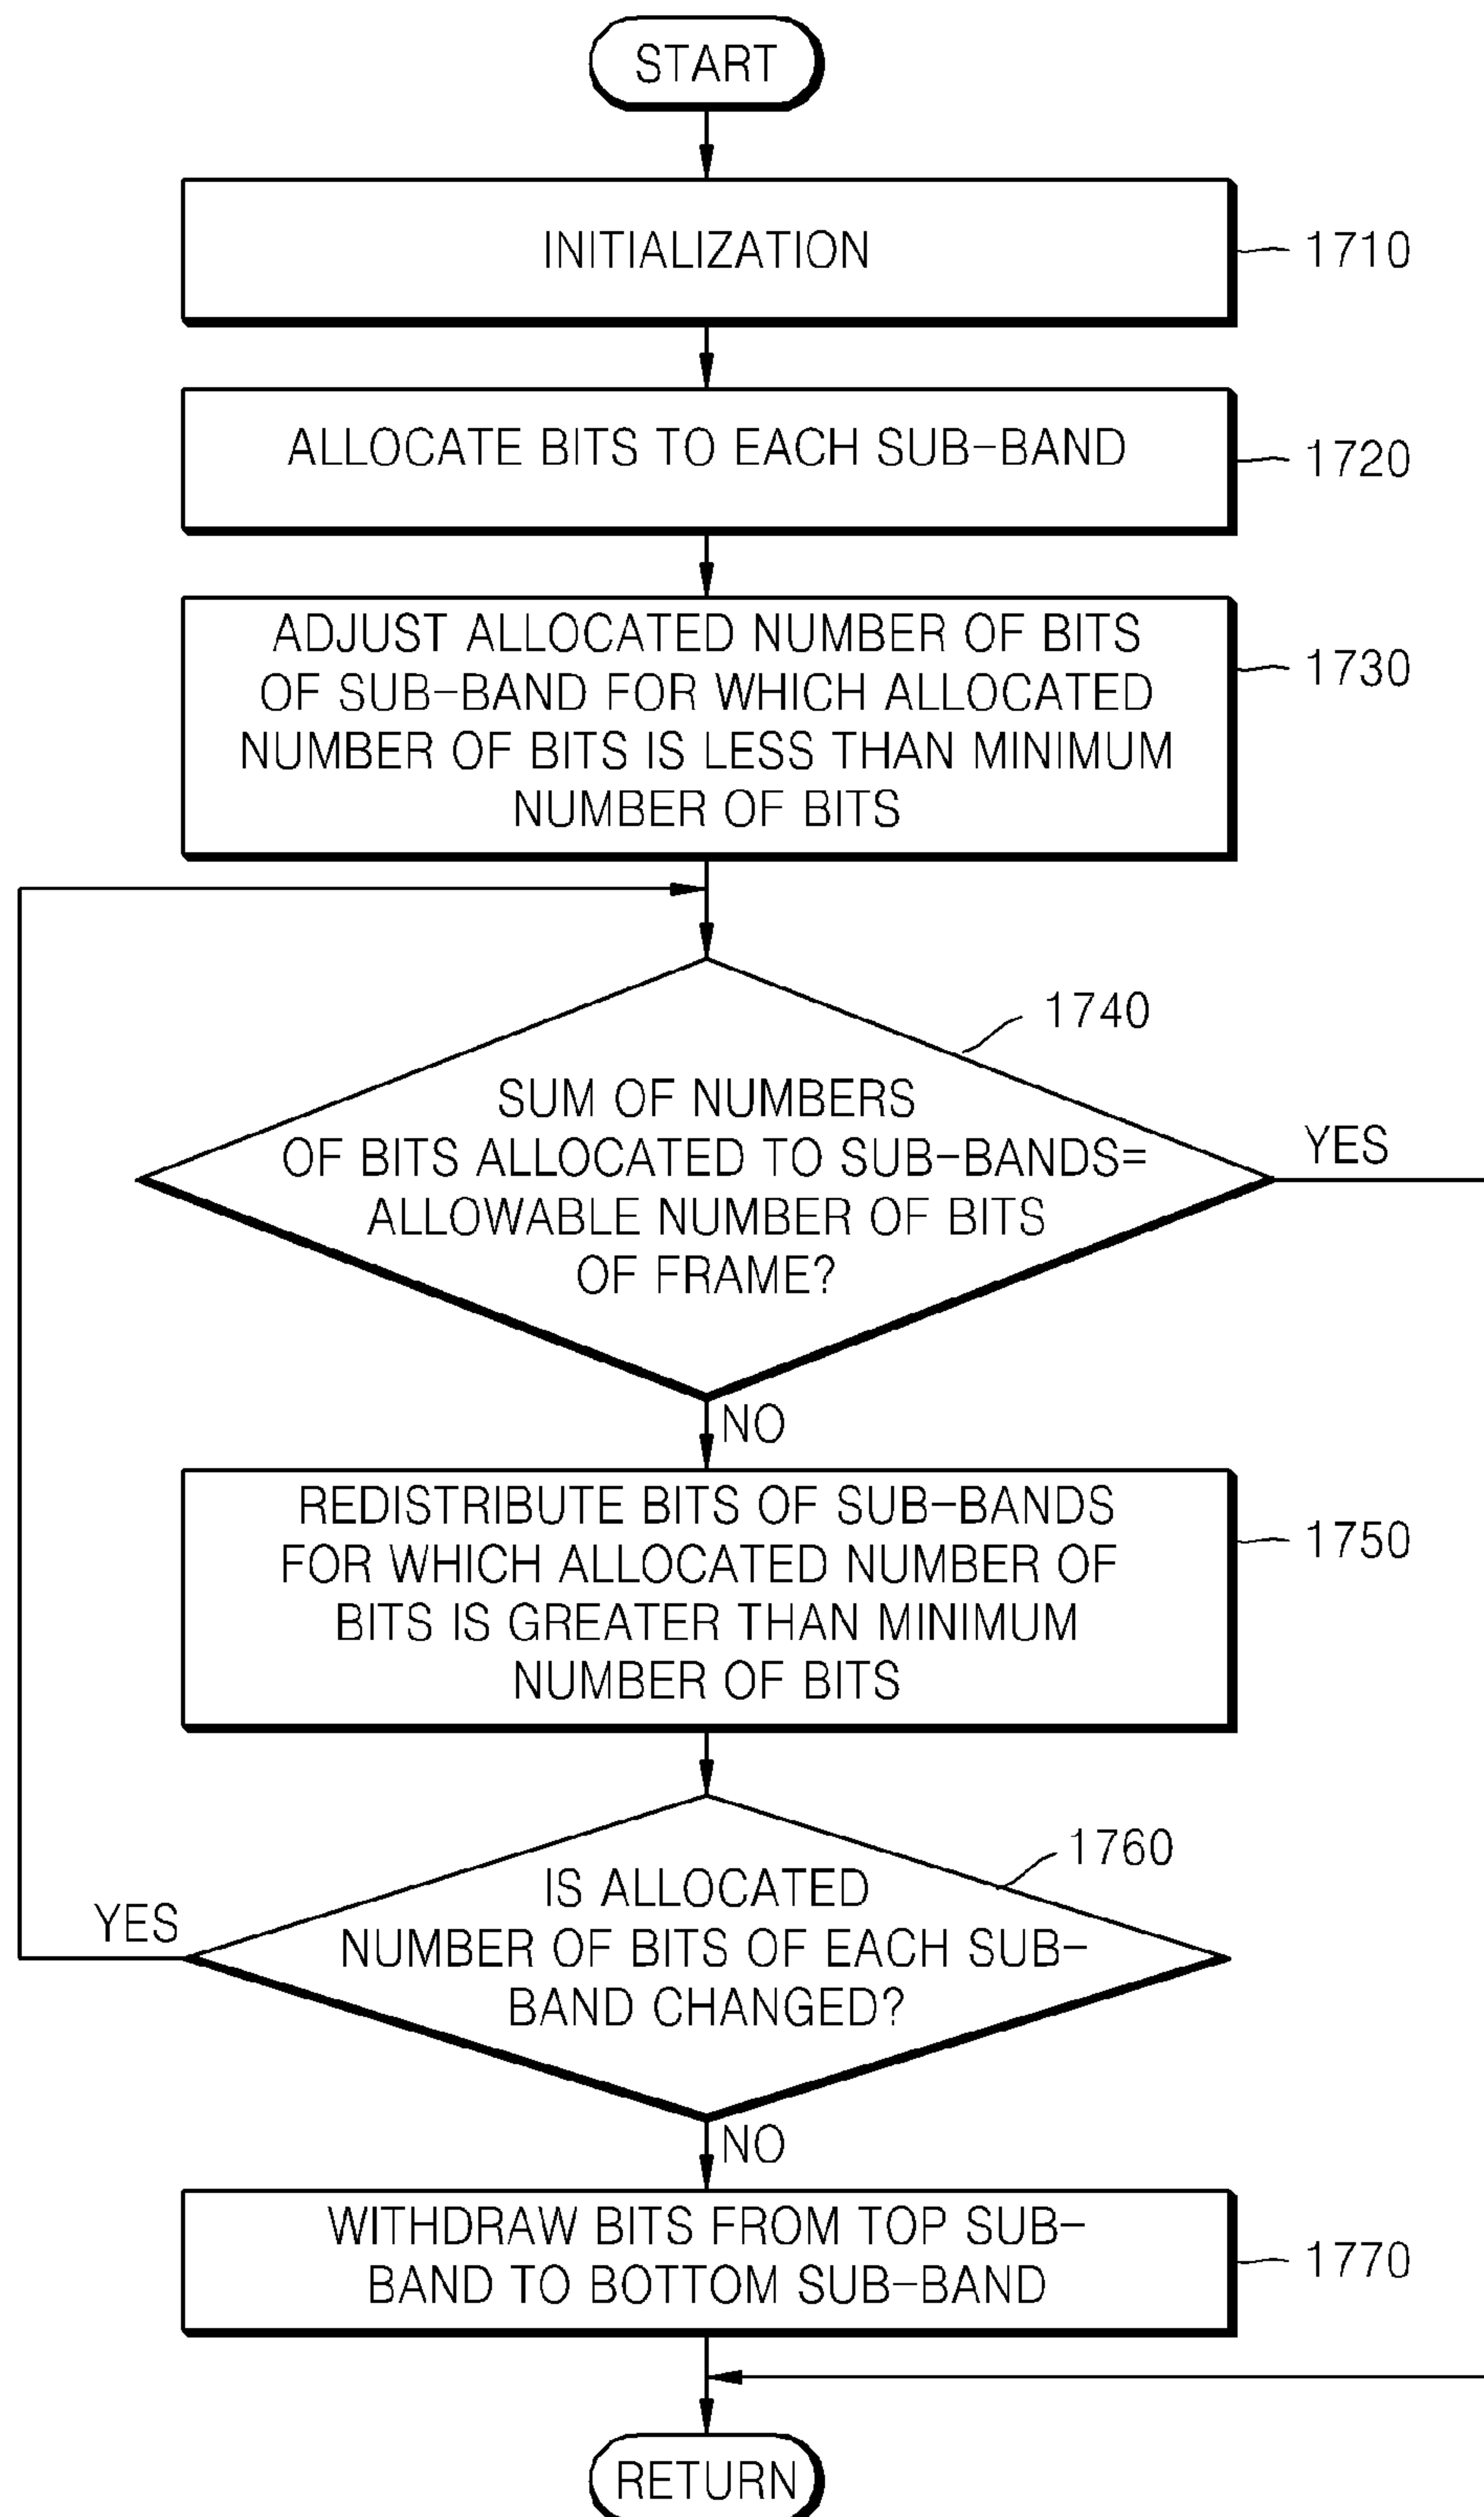 START
INITIALIZATION
1710
ALLOCATE BITS TO EACH SUB-BAND
1720
ADJUST ALLOCATED NUMBER OF BITS
OF SUB-BAND FOR WHICH ALLOCATED
NUMBER OF BITS IS LESS THAN MINIMUM
NUMBER OF BITS
1730
1740
SUM OF NUMBERS
OF BITS ALLOCATED TO SUB-BANDS=
ALLOWABLE NUMBER OF BITS
OF FRAME?
YES
NO
REDISTRIBUTE BITS OF SUB-BANDS
FOR WHICH ALLOCATED NUMBER OF
BITS IS GREATER THAN MINIMUM
NUMBER OF BITS
1750
1760
IS ALLOCATED
NUMBER OF BITS OF EACH SUB-
BAND CHANGED?
YES
NO
WITHDRAW BITS FROM TOP SUB-
BAND TO BOTTOM SUB-BAND
1770
RETURN